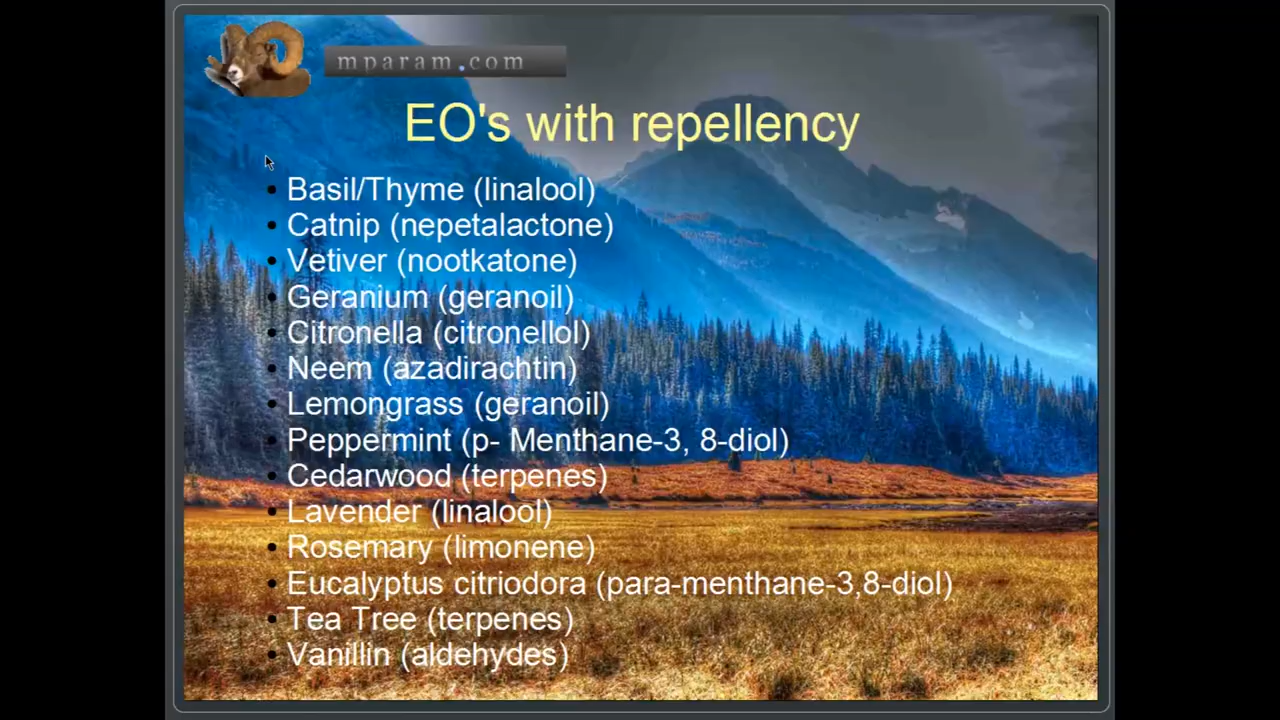 mparam.com
EO's with repellency
• Basil/Thyme (linalool)
• Catnip (nepetalactone)
• Vetiver (nootkatone)
• Geranium (geranoil)
• Citronella (citronellol)
• Neem (azadirachtin)
• Lemongrass (geranoil)
• Peppermint (p- Menthane-3, 8-diol)
• Cedarwood (terpenes)
• Lavender (linalool)
• Rosemary (limonene)
• Eucalyptus citriodora (para-menthane-3,8-diol)
• Tea Tree (terpenes)
• Vanillin (aldehydes)